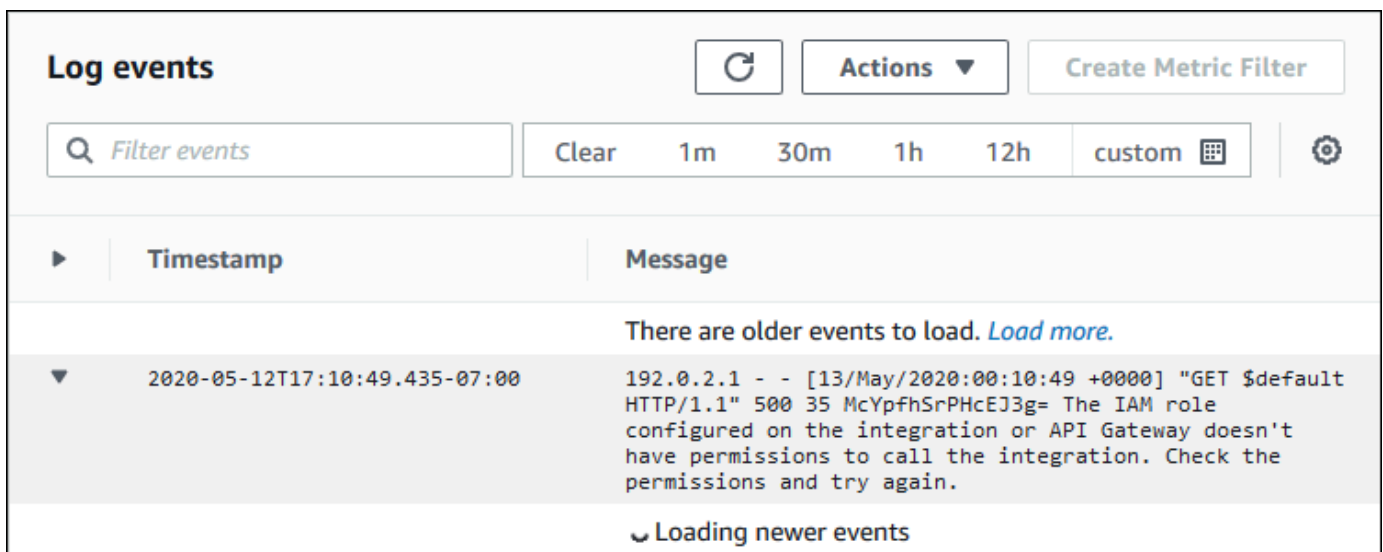 Log events
Actions
Create Metric Filter
Filter events
Clear 1m 30m 1h 12h custom
Timestamp Message
There are older events to load. Load more.
2020-05-12T17:10:49.435-07:00 192.0.2.1 - - [13/May/2020:00:10:49 +0000] "GET $default
HTTP/1.1" 500 35 McYpfhSrPHcEJ3g= The IAM role
configured on the integration or API Gateway doesn't
have permissions to call the integration. Check the
permissions and try again.
Loading newer events